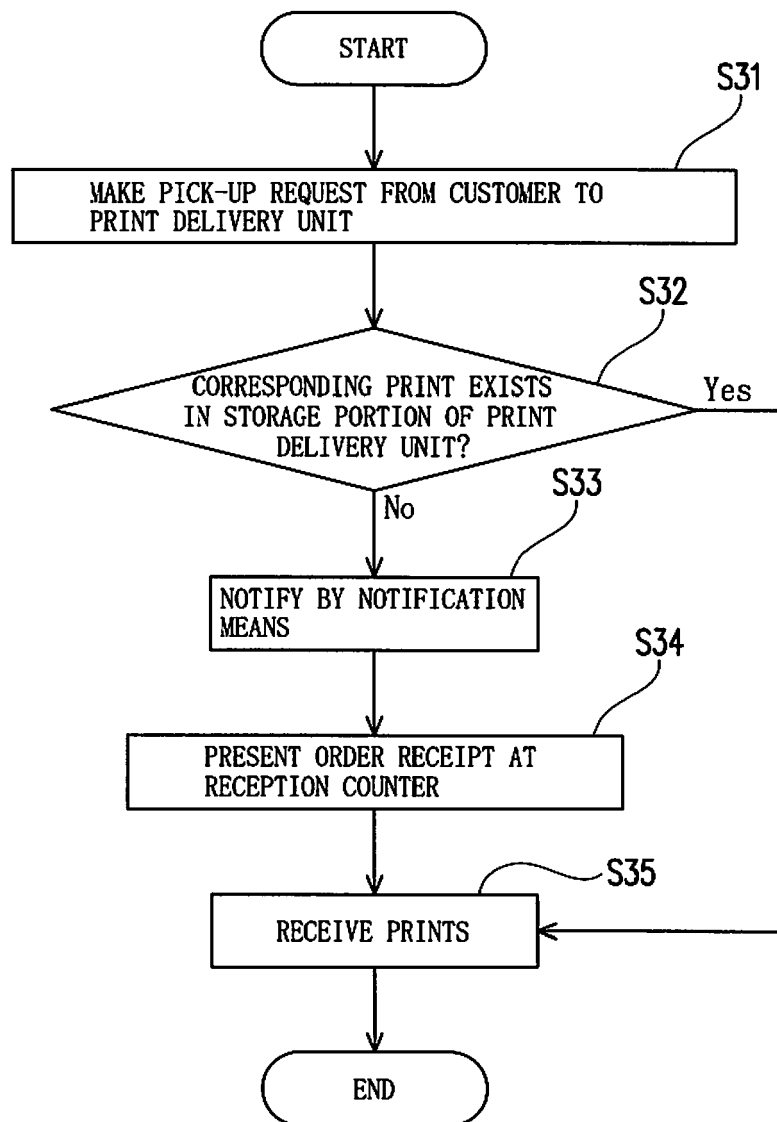 START
S31
MAKE PICK-UP REQUEST FROM CUSTOMER TO
PRINT DELIVERY UNIT
S32
CORRESPONDING PRINT EXISTS
IN STORAGE PORTION OF PRINT
DELIVERY UNIT?
Yes
No
S33
NOTIFY BY NOTIFICATION
MEANS
S34
PRESENT ORDER RECEIPT AT
RECEPTION COUNTER
S35
RECEIVE PRINTS
END